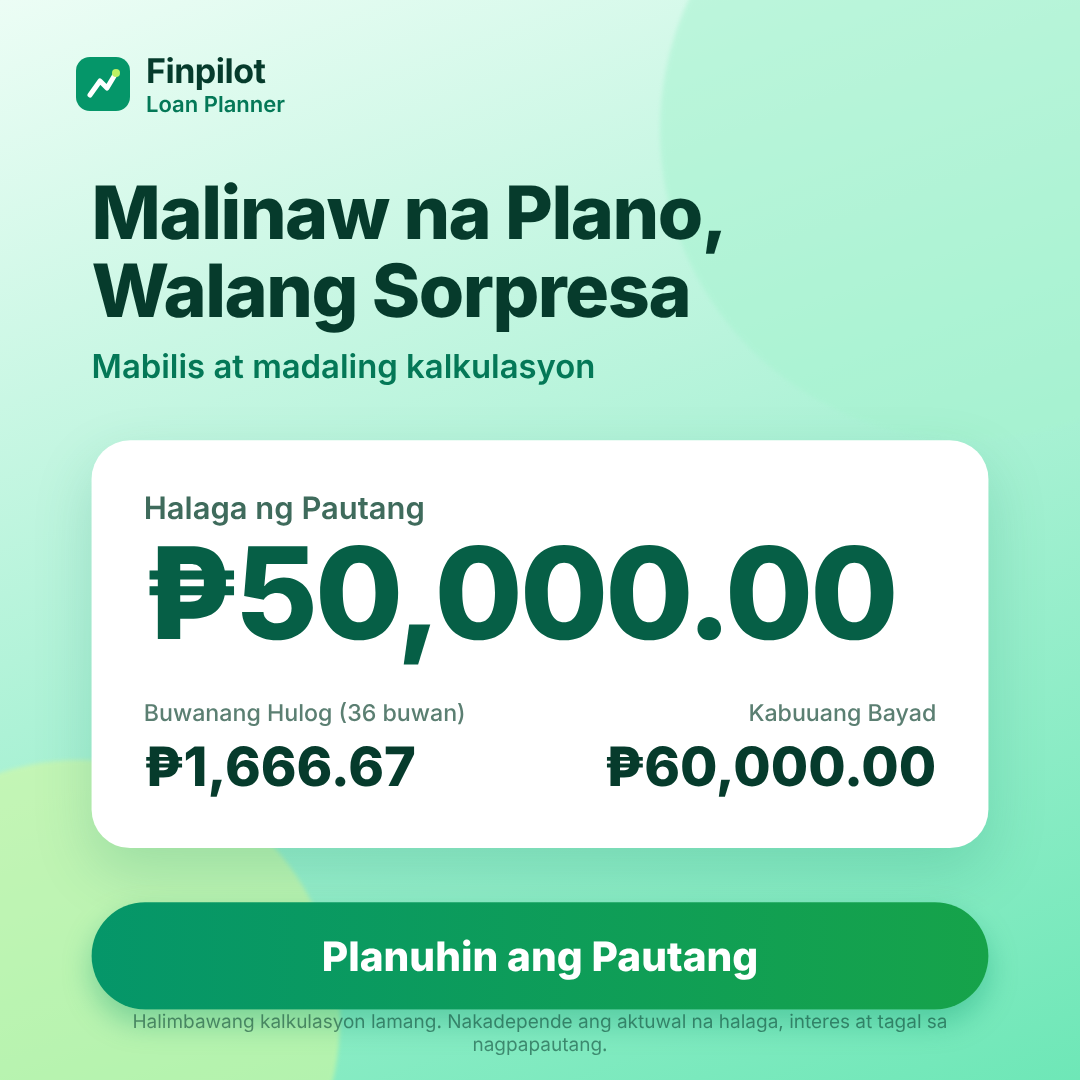 Finpilot
Loan Planner
Malinaw na Plano,
Walang Sorpresa
Mabilis at madaling kalkulasyon
Halaga ng Pautang
₱50,000.00
Buwanang Hulog (36 buwan)
Kabuuang Bayad
₱1,666.67
₱60,000.00
Planuhin ang Pautang
Halimbawang kalkulasyon lamang. Nakadepende ang aktuwal na halaga, interes at tagal sa
nagpapautang.